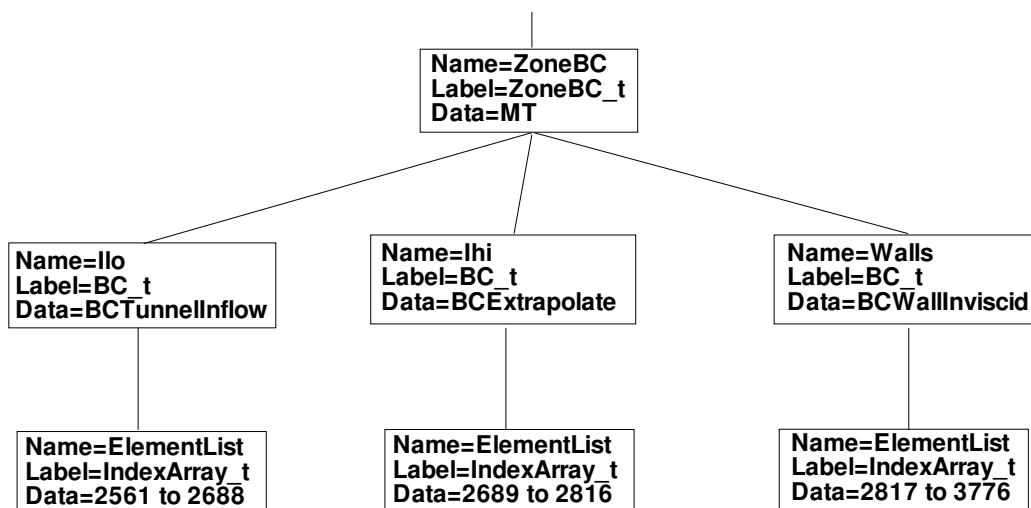 Name=ZoneBC
Label=ZoneBC_t
Data=MT
Name=Ilo
Label=BC_t
Data=BCTunnelInflow
Name=Ihi
Label=BC_t
Data=BCExtrapolate
Name=Walls
Label=BC_t
Data=BCWallInviscid
Name=ElementList
Label=IndexArray_t
Data=2561 to 2688
Name=ElementList
Label=IndexArray_t
Data=2689 to 2816
Name=ElementList
Label=IndexArray_t
Data=2817 to 3776